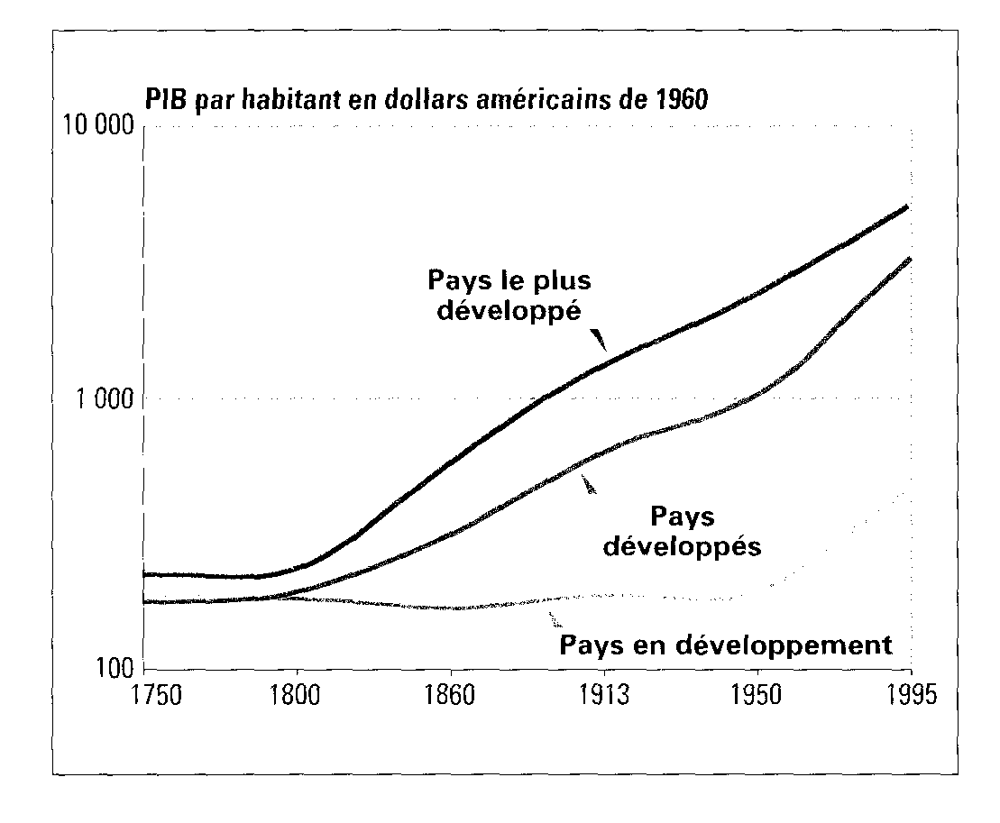 PIB par habitant en dollars américains de 1960
10 000
Pays le plus
développé
1 000
Pays
développés
Pays en développement
100
1750 1800 1860 1913 1950 1995